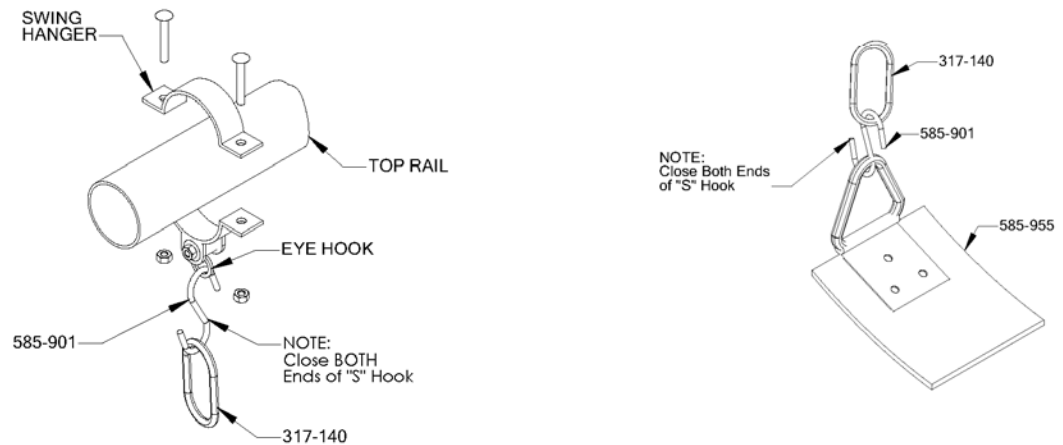 SWING
HANGER
TOP RAIL
EYE HOOK
585-901
NOTE:
Close BOTH
Ends of "S" Hook
317-140
317-140
585-901
NOTE:
Close Both Ends
of "S" Hook
585-955